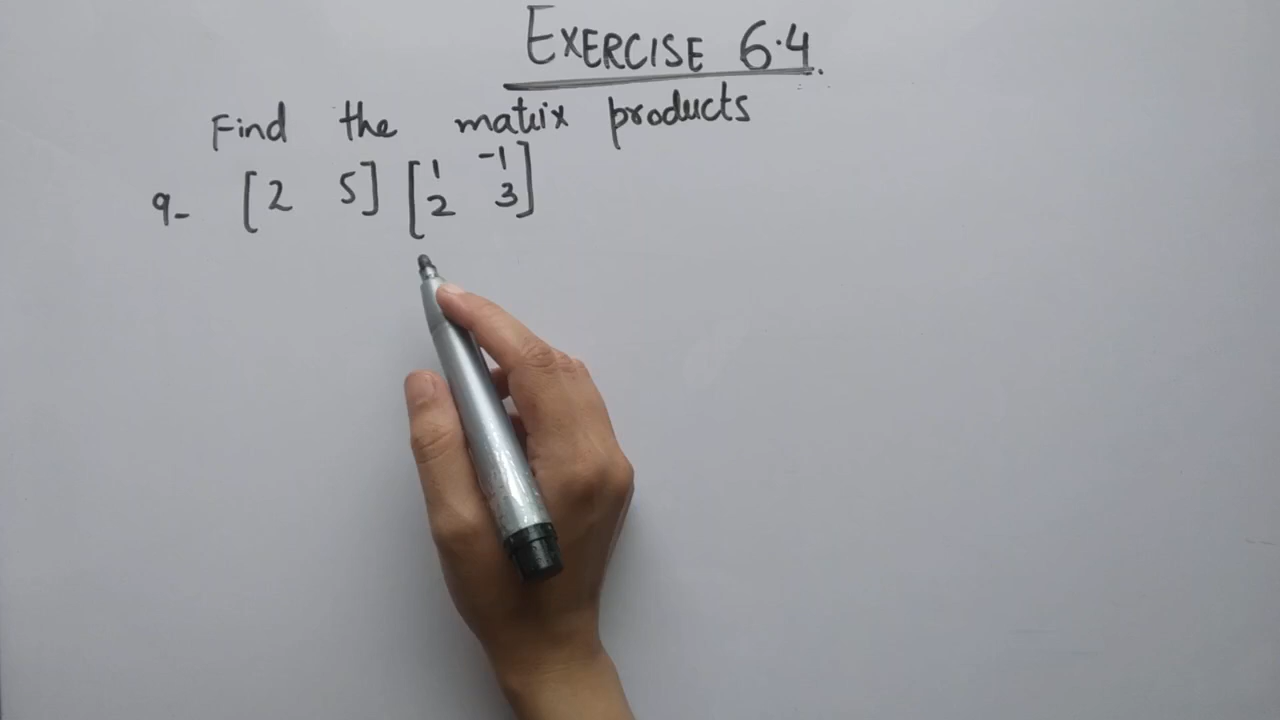 EXERCISE 6.4.
Find the matrix products
9- [2 5] [1 -1
2 3]